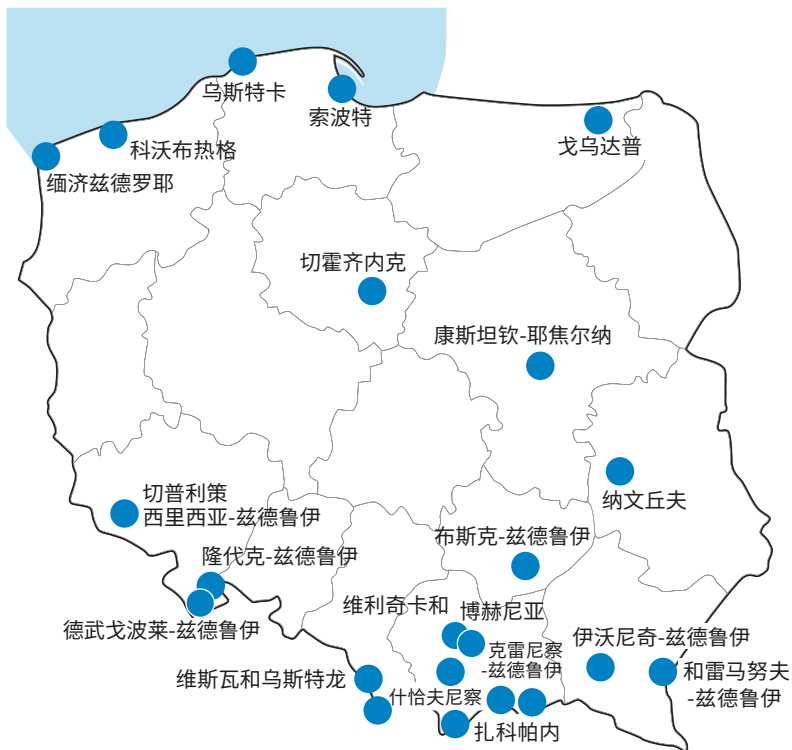 乌斯特卡
索波特
科沃布热格
戈乌达普
缅济兹德罗耶
切霍齐内克
康斯坦钦-耶焦尔纳
切普利策
西里西亚-兹德鲁伊
纳文丘夫
布斯克-兹德鲁伊
隆代克-兹德鲁伊
维利奇卡和
博赫尼亚
德武戈波莱-兹德鲁伊
伊沃尼奇-兹德鲁伊
克雷尼察
-兹德鲁伊
和雷马努夫
-兹德鲁伊
维斯瓦和乌斯特龙
什恰夫尼察
扎科帕内